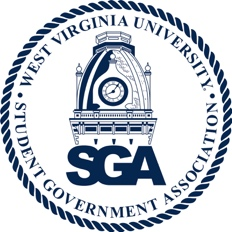 WEST VIRGINIA UNIVERSITY.
STUDENT GOVERNMENT ASSOCIATION
SGA